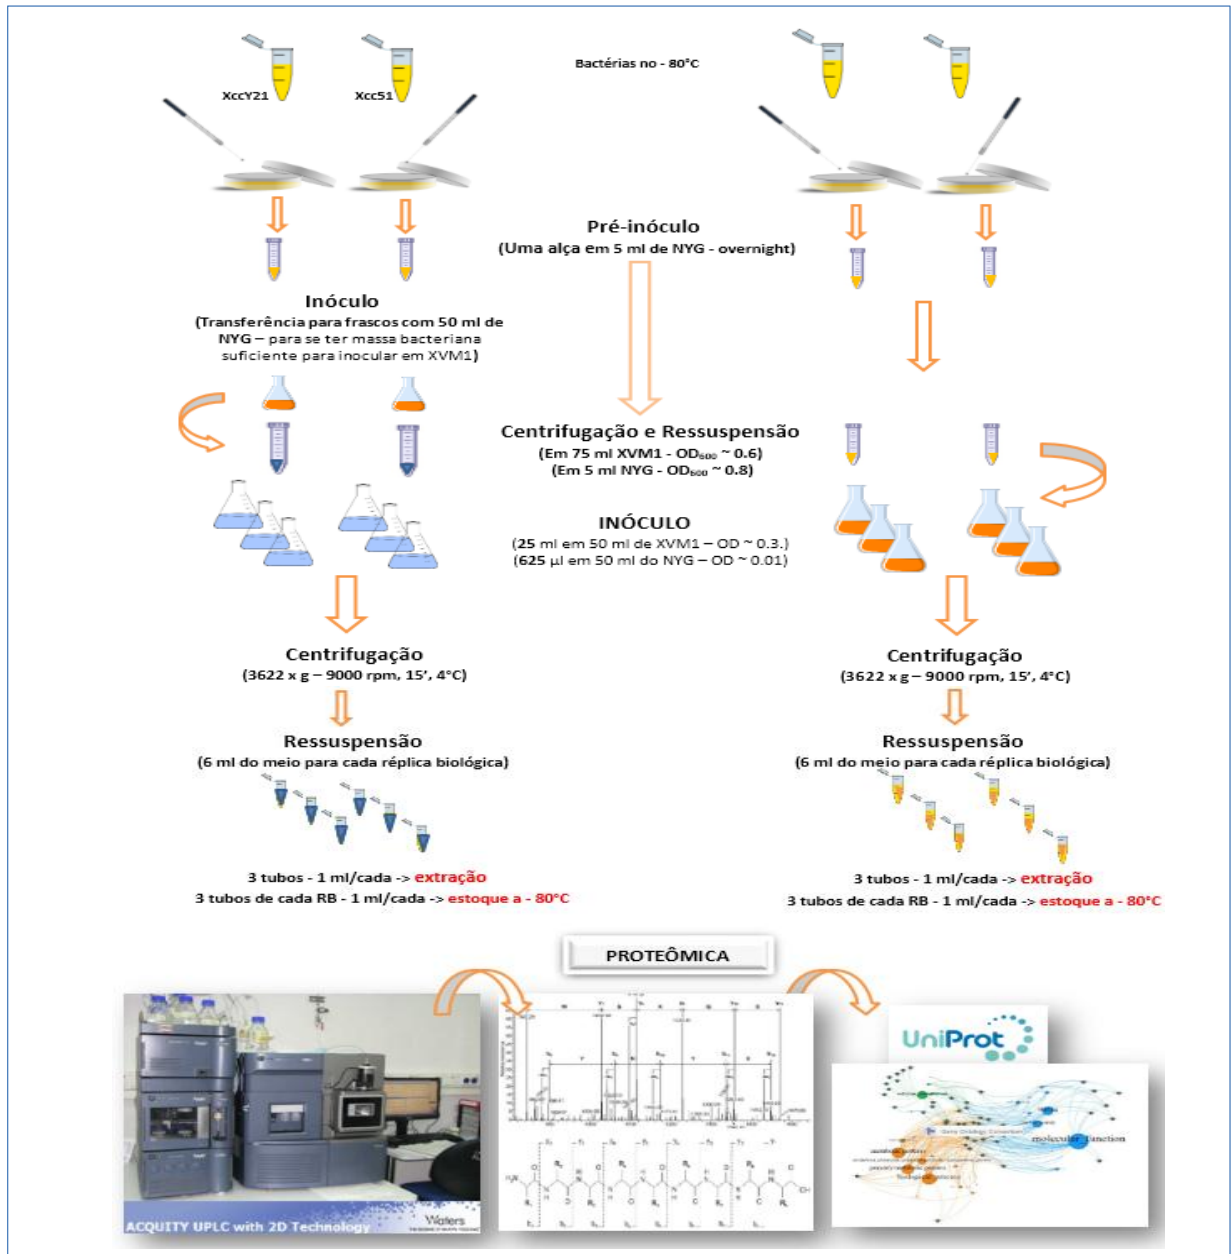 Bactérias no - 80°C
XccY21
Xcc51
Pré-inóculo
(Uma alça em 5 ml de NYG - overnight)
Inóculo
(Transferência para frascos com 50 ml de
NYG – para se ter massa bacteriana
suficiente para inocular em XVM1)
Centrifugação e Ressuspensão
(Em 75 ml XVM1 - OD₆₀₀ ~ 0.6)
(Em 5 ml NYG - OD₆₀₀ ~ 0.8)
INÓCULO
(25 ml em 50 ml de XVM1 – OD ~ 0.3.)
(625 µl em 50 ml do NYG – OD ~ 0.01)
Centrifugação
(3622 x g – 9000 rpm, 15’, 4°C)
Ressuspensão
(6 ml do meio para cada réplica biológica)
3 tubos - 1 ml/cada -> extração
3 tubos de cada RB - 1 ml/cada -> estoque a - 80°C
Centrifugação
(3622 x g – 9000 rpm, 15’, 4°C)
Ressuspensão
(6 ml do meio para cada réplica biológica)
3 tubos - 1 ml/cada -> extração
3 tubos de cada RB - 1 ml/cada -> estoque a - 80°C
PROTEÔMICA
ACQUITY UPLC with 2D Technology
Waters
UniProt
molecular_function